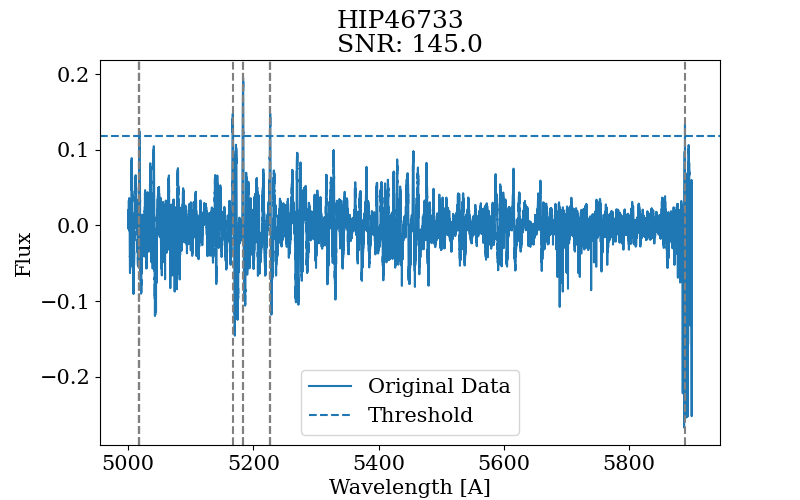 HIP46733
SNR: 145.0
0.2
0.1
0.0
−0.1
−0.2
Flux
Original Data
Threshold
5000
5200
5400
5600
5800
Wavelength [A]